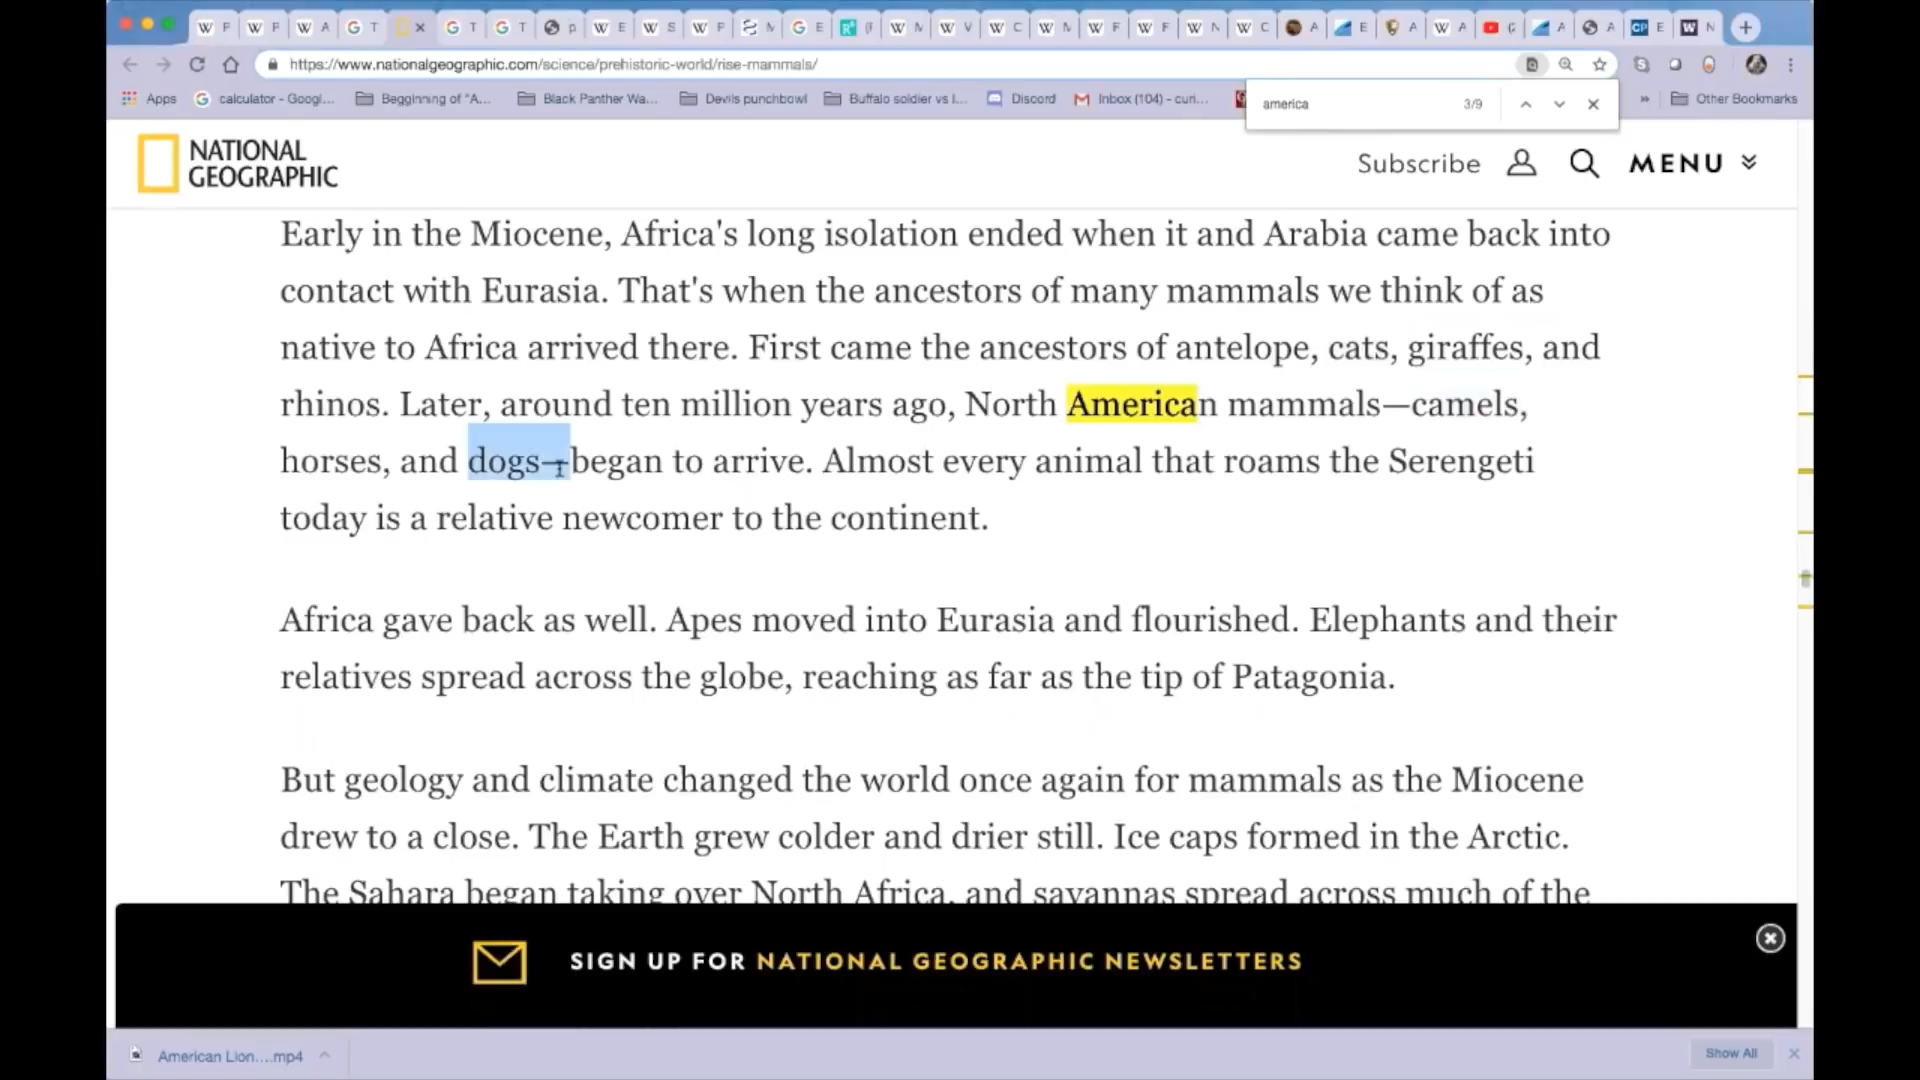 F
F
A
T
T
T
p
E
S
F
M
E
(F
M
V
C
M
F
F
N
C
A
E
A
A
A
A
CP E
N
https://www.nationalgeographic.com/science/prehistoric-world/rise-mammals/
Apps
calculator - Googl...
Begginning of "A...
Black Panther Wa...
Devils punchbowl
Buffalo soldier vs l...
Discord
Inbox (104) - curi...
»
Other Bookmarks
america 3/9
NATIONAL
GEOGRAPHIC
Subscribe
MENU
Early in the Miocene, Africa's long isolation ended when it and Arabia came back into
contact with Eurasia. That's when the ancestors of many mammals we think of as
native to Africa arrived there. First came the ancestors of antelope, cats, giraffes, and
rhinos. Later, around ten million years ago, North American mammals—camels,
horses, and dogs—began to arrive. Almost every animal that roams the Serengeti
today is a relative newcomer to the continent.
Africa gave back as well. Apes moved into Eurasia and flourished. Elephants and their
relatives spread across the globe, reaching as far as the tip of Patagonia.
But geology and climate changed the world once again for mammals as the Miocene
drew to a close. The Earth grew colder and drier still. Ice caps formed in the Arctic.
The Sahara began taking over North Africa, and savannas spread across much of the
SIGN UP FOR NATIONAL GEOGRAPHIC NEWSLETTERS
American Lion....mp4
Show All